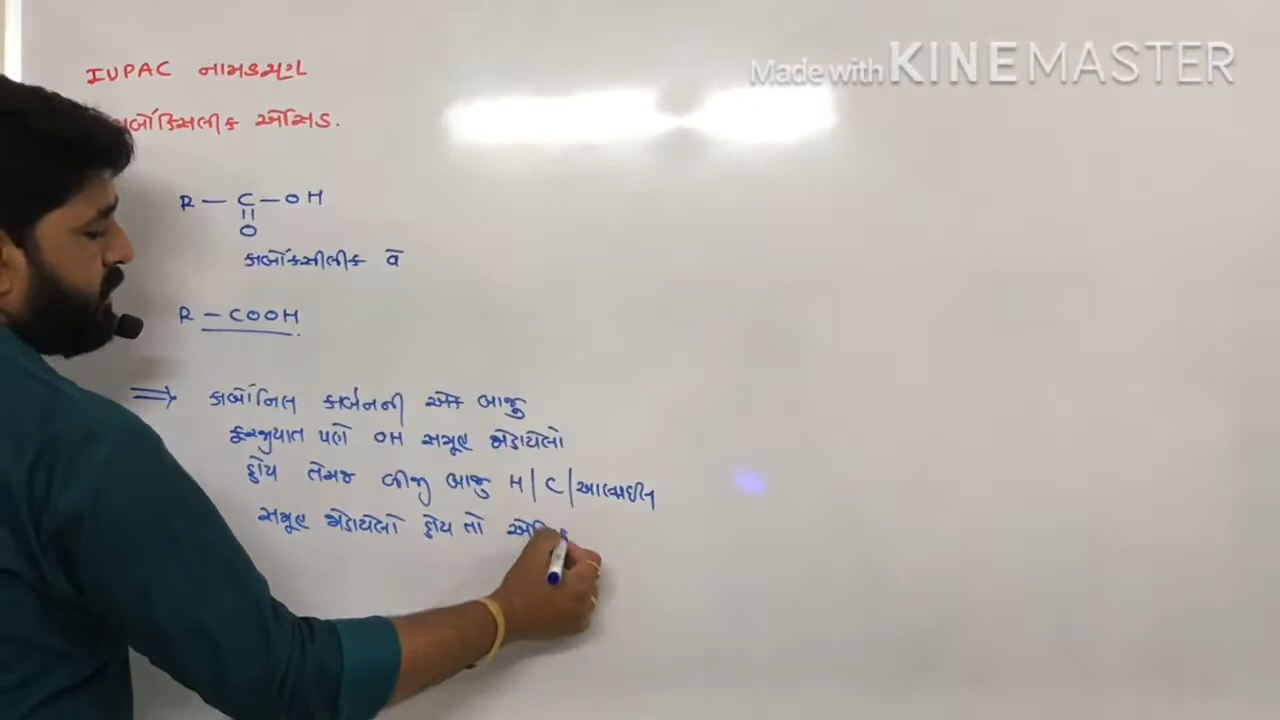 IUPAC નામકરણ
Made with KINEMASTER
કાર્બોક્સિલીક એસિડ.
R — C — OH
||
O
કાર્બોક્સીલીક
R — COOH
⇒ કાર્બોનિલ કાર્બનની એક બાજુ
ફરજીયાત પણે OH સમૂહ જોડાયેલો
હોય તેમજ બીજી બાજુ H / C / આલ્કાઈલ
સમૂહ જોડાયેલો હોય તો